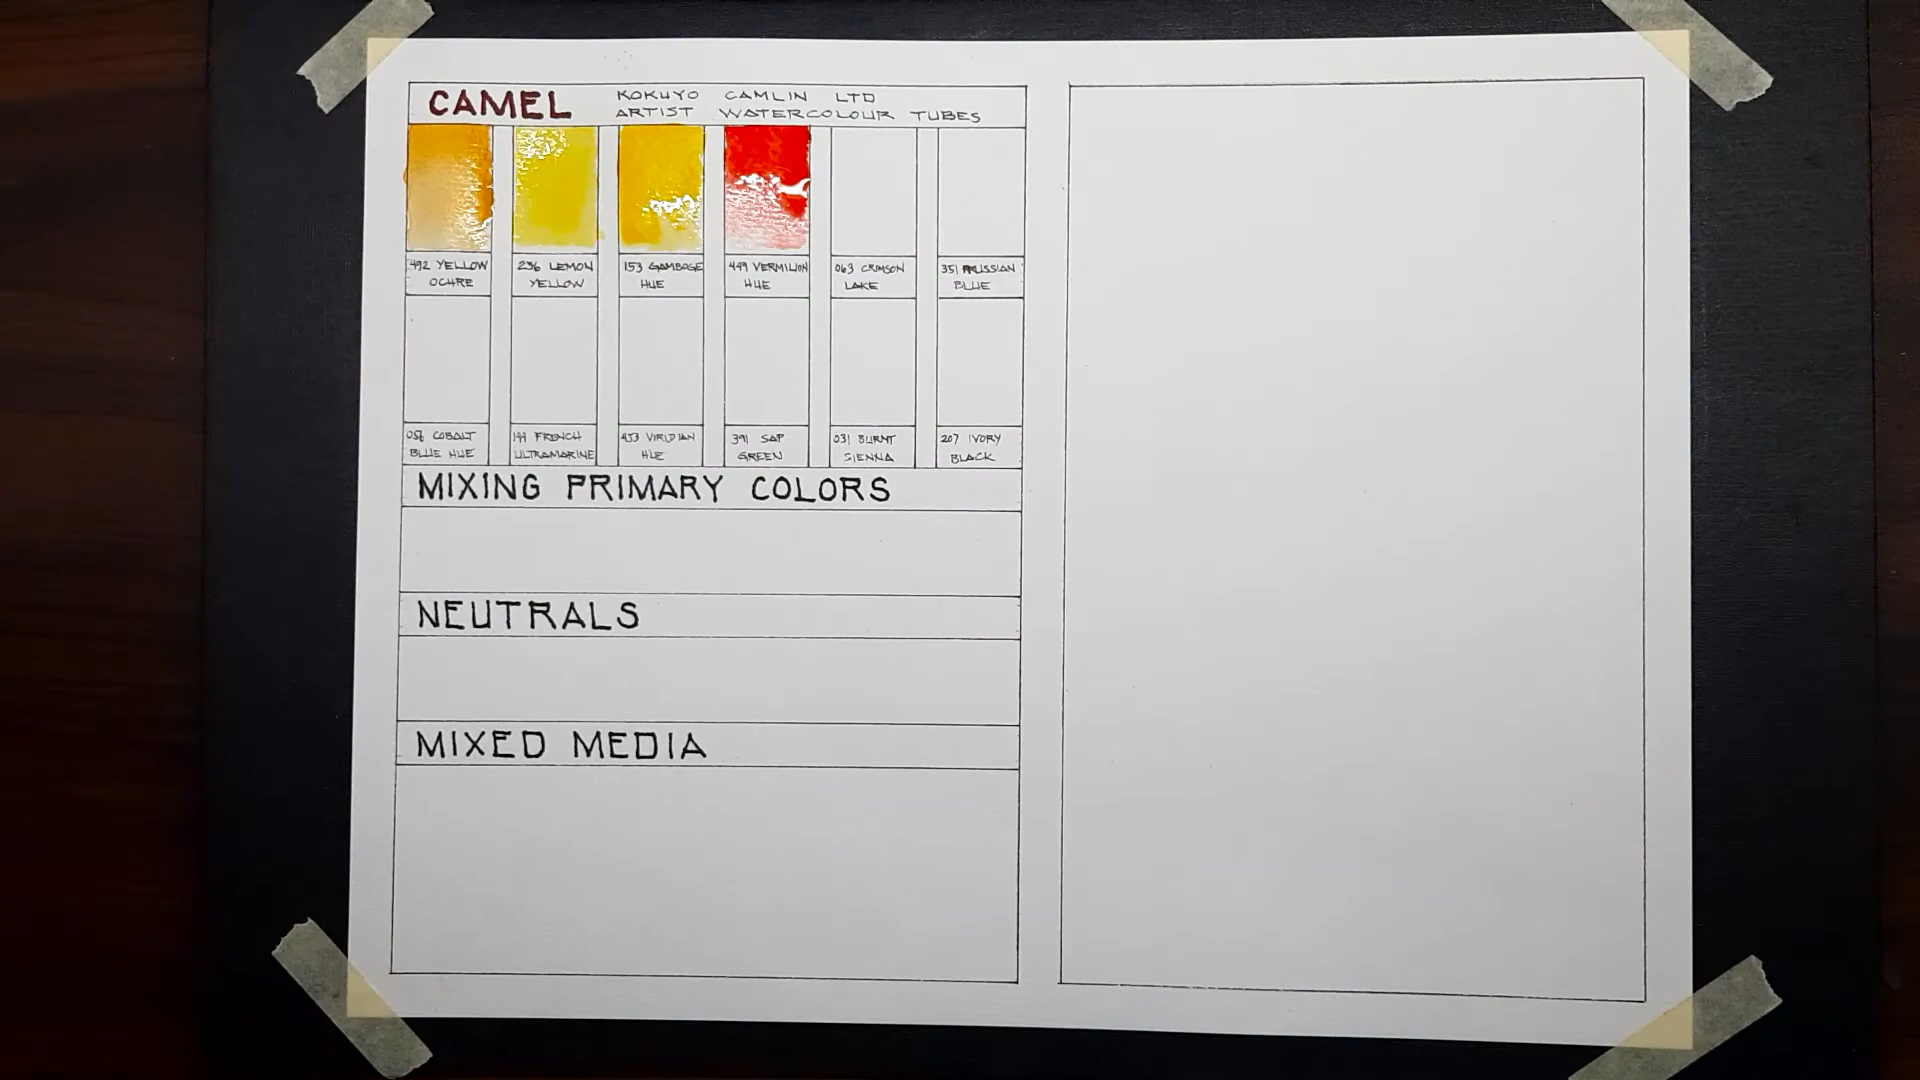 CAMEL
KOKUYO CAMLIN LTD
ARTIST WATERCOLOUR TUBES
492 YELLOW
OCHRE
236 LEMON
YELLOW
153 GAMBOGE
HUE
449 VERMILION
HUE
063 CRIMSON
LAKE
351 PRUSSIAN
BLUE
056 COBALT
BLUE HUE
144 FRENCH
ULTRAMARINE
453 VIRIDIAN
HUE
391 SAP
GREEN
031 BURNT
SIENNA
207 IVORY
BLACK
MIXING PRIMARY COLORS
NEUTRALS
MIXED MEDIA